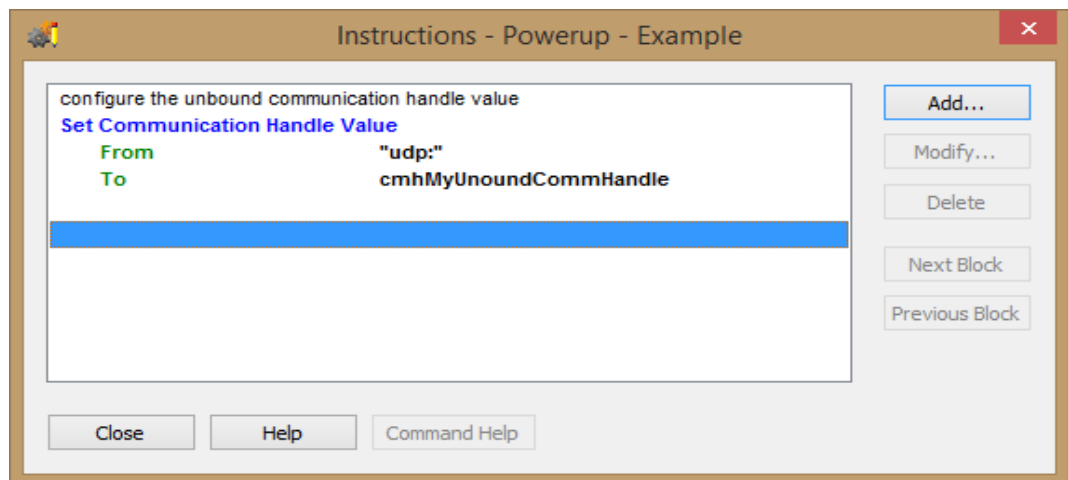 Instructions - Powerup - Example
configure the unbound communication handle value
Set Communication Handle Value
From "udp:"
To cmhMyUnoundCommHandle
Add...
Modify...
Delete
Next Block
Previous Block
Close Help Command Help